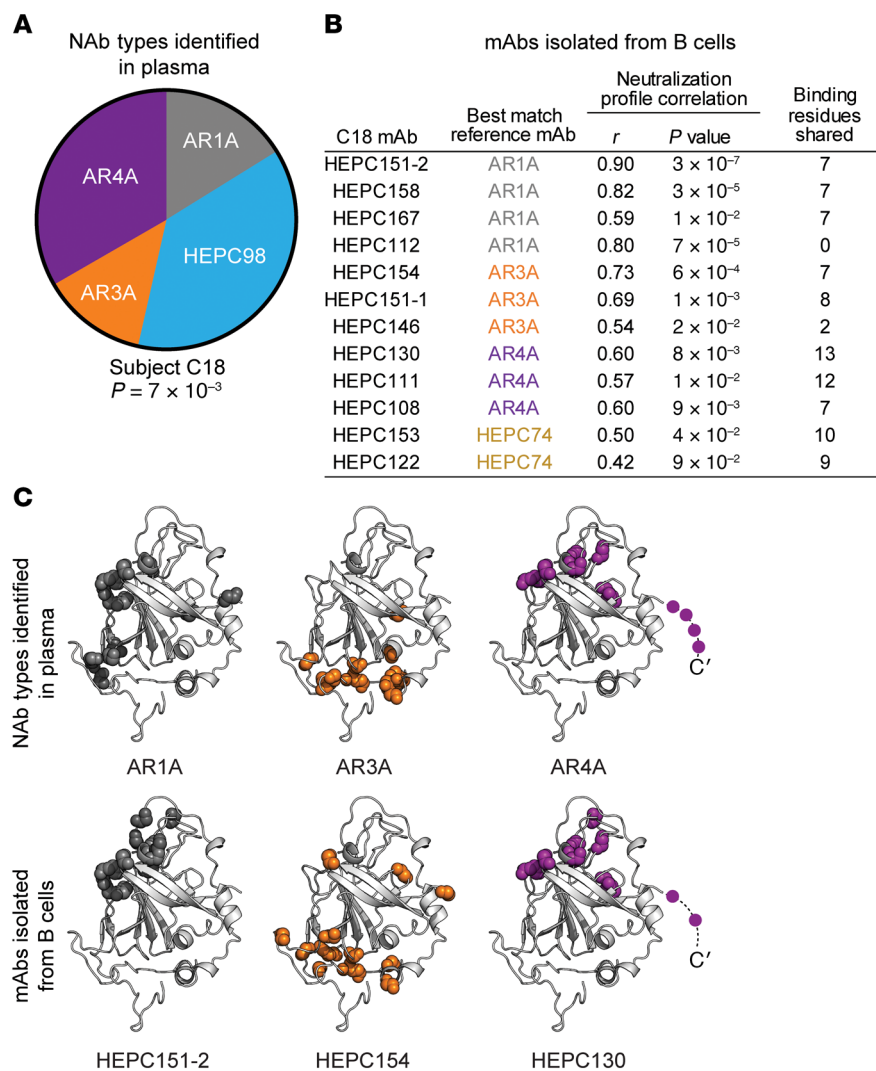 A
NAb types identified
in plasma
AR1A
AR4A
HEPC98
AR3A
Subject C18
P = 7 × 10⁻³
B
mAbs isolated from B cells
Neutralization
profile correlation
Best match
reference mAb
Binding
residues
shared
C18 mAb r P value
HEPC151-2 AR1A 0.90 3 × 10⁻⁷ 7
HEPC158 AR1A 0.82 3 × 10⁻⁵ 7
HEPC167 AR1A 0.59 1 × 10⁻² 7
HEPC112 AR1A 0.80 7 × 10⁻⁵ 0
HEPC154 AR3A 0.73 6 × 10⁻⁴ 7
HEPC151-1 AR3A 0.69 1 × 10⁻³ 8
HEPC146 AR3A 0.54 2 × 10⁻² 2
HEPC130 AR4A 0.60 8 × 10⁻³ 13
HEPC111 AR4A 0.57 1 × 10⁻² 12
HEPC108 AR4A 0.60 9 × 10⁻³ 7
HEPC153 HEPC74 0.50 4 × 10⁻² 10
HEPC122 HEPC74 0.42 9 × 10⁻² 9
C
NAb types identified
in plasma
C′
AR1A AR3A AR4A
mAbs isolated
from B cells
C′
HEPC151-2 HEPC154 HEPC130